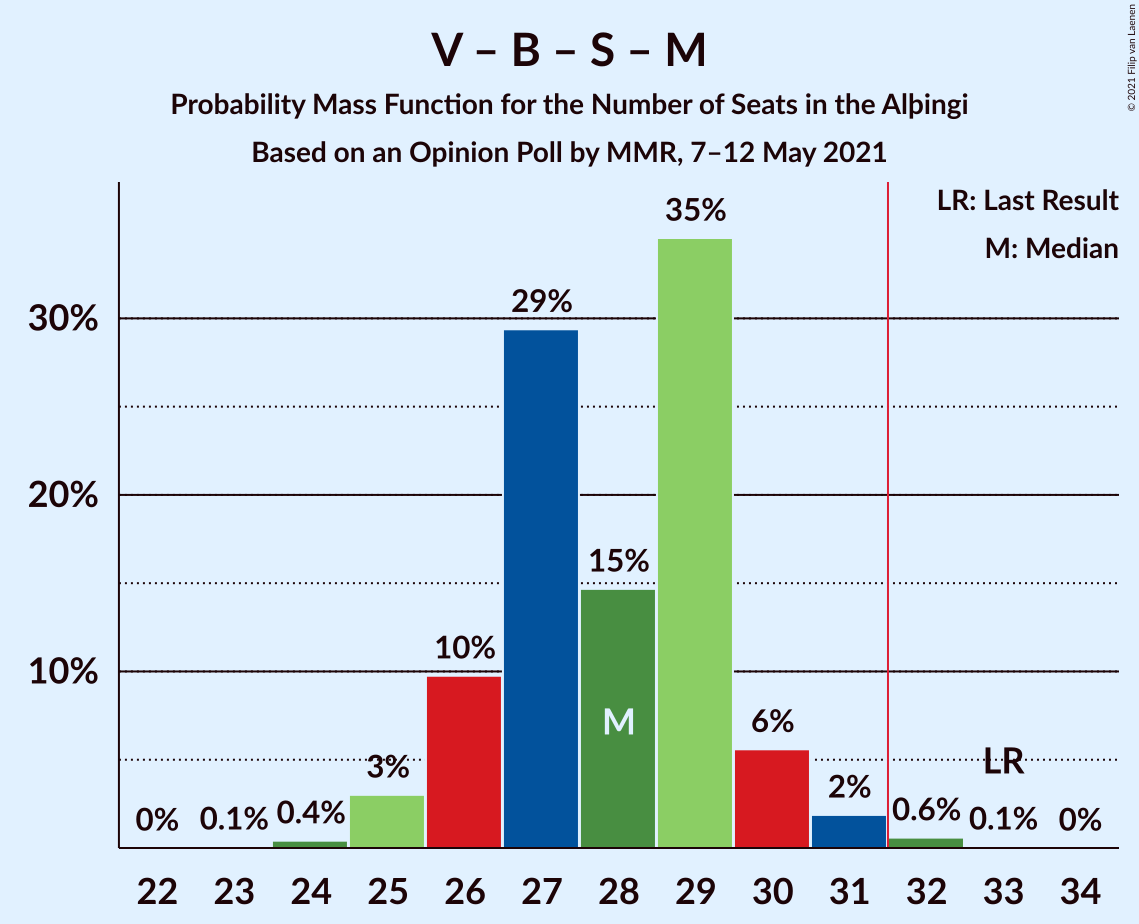 V – B – S – M
Probability Mass Function for the Number of Seats in the Alþingi
Based on an Opinion Poll by MMR, 7–12 May 2021
© 2021 Filip van Laenen
LR: Last Result
M: Median
35%
29%
30%
20%
15%
10%
10%
M
6%
LR
3%
2%
0%
0.1%
0.4%
0.6%
0.1%
0%
22 23 24 25 26 27 28 29 30 31 32 33 34